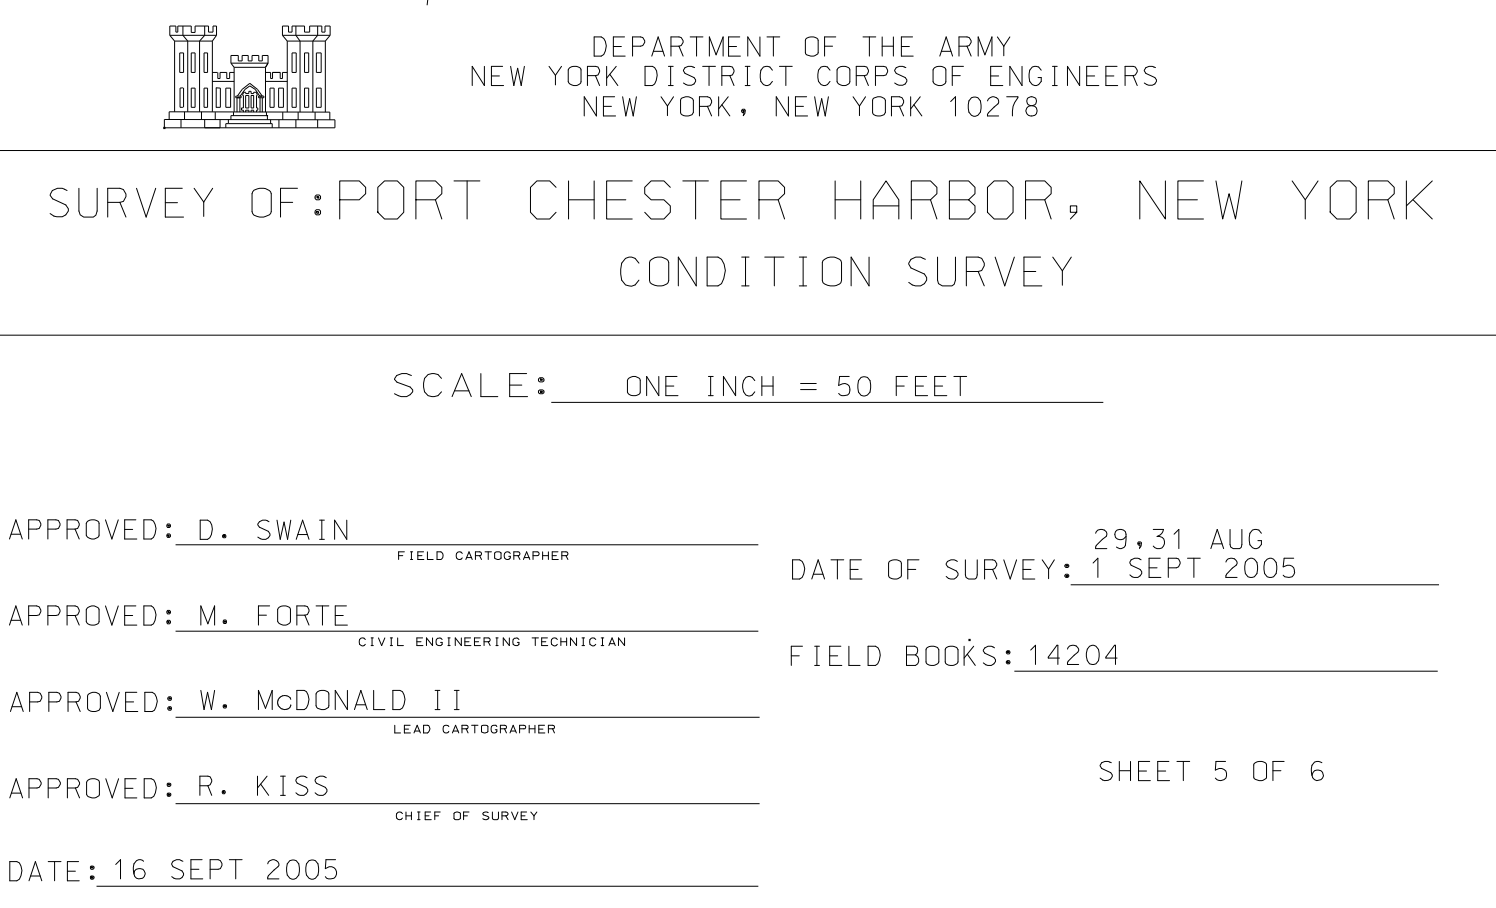 DEPARTMENT OF THE ARMY
NEW YORK DISTRICT CORPS OF ENGINEERS
NEW YORK, NEW YORK 10278
SURVEY OF: PORT CHESTER HARBOR, NEW YORK
CONDITION SURVEY
SCALE: ONE INCH = 50 FEET
APPROVED: D. SWAIN
FIELD CARTOGRAPHER
APPROVED: M. FORTE
CIVIL ENGINEERING TECHNICIAN
APPROVED: W. McDONALD II
LEAD CARTOGRAPHER
APPROVED: R. KISS
CHIEF OF SURVEY
DATE: 16 SEPT 2005
29,31 AUG
DATE OF SURVEY: 1 SEPT 2005
FIELD BOOKS: 14204
SHEET 5 OF 6